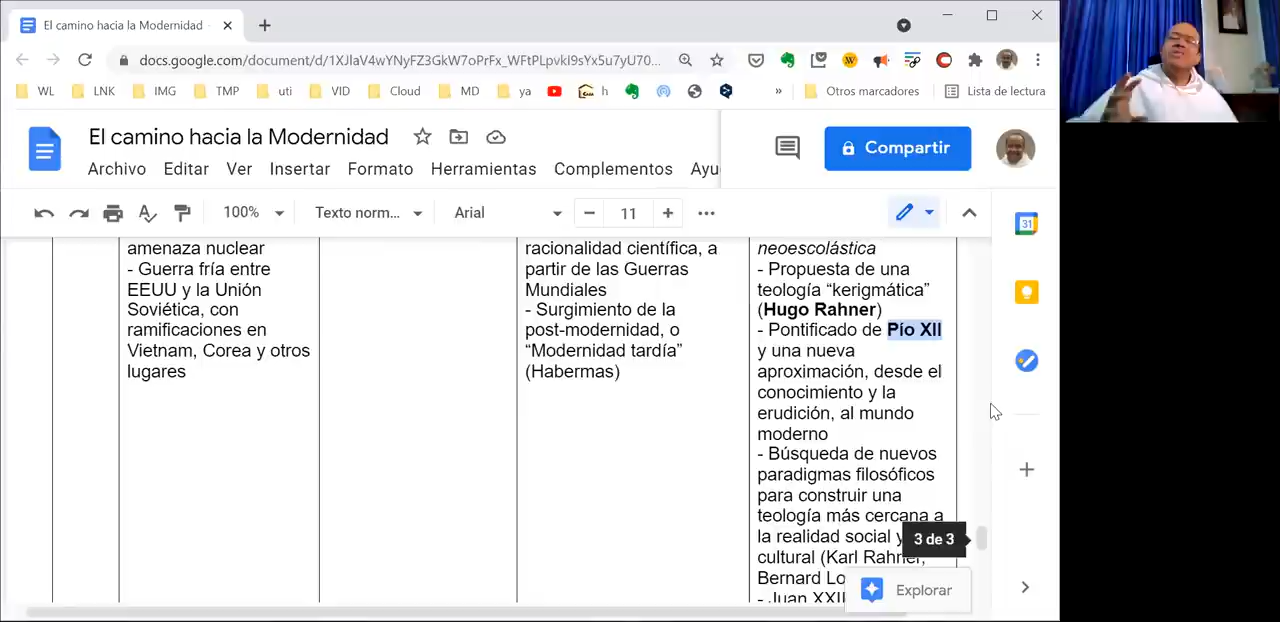 El camino hacia la Modernidad
docs.google.com/document/d/1XJlaV4wYNyFZ3GkW7oPrFx_WFtPLpvkI9sYx5u7yU70...
WL
LNK
IMG
TMP
uti
VID
Cloud
MD
ya
h
»
Otros marcadores
Lista de lectura
El camino hacia la Modernidad
Archivo Editar Ver Insertar Formato Herramientas Complementos Ayu
Compartir
100% Texto norm... Arial 11
31
amenaza nuclear
- Guerra fría entre
EEUU y la Unión
Soviética, con
ramificaciones en
Vietnam, Corea y otros
lugares
racionalidad científica, a
partir de las Guerras
Mundiales
- Surgimiento de la
post-modernidad, o
“Modernidad tardía”
(Habermas)
neoescolástica
- Propuesta de una
teología “kerigmática”
(Hugo Rahner)
- Pontificado de Pío XII
y una nueva
aproximación, desde el
conocimiento y la
erudición, al mundo
moderno
- Búsqueda de nuevos
paradigmas filosóficos
para construir una
teología más cercana a
la realidad social y
cultural (Karl Rahner,
Bernard Lo
- Juan XXII
3 de 3
Explorar